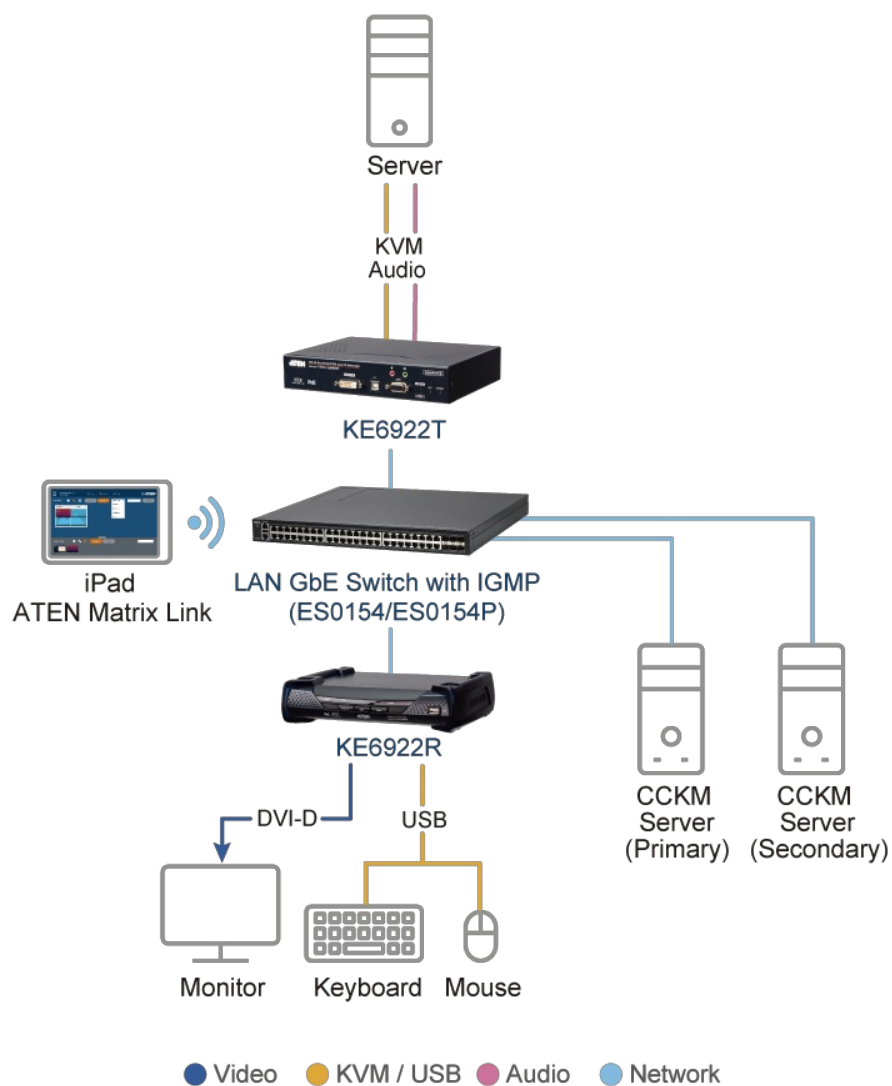 Server
KVM
Audio
ATEN
KE6922T
iPad
ATEN Matrix Link
LAN GbE Switch with IGMP
(ES0154/ES0154P)
KE6922R
DVI-D
USB
CCKM
Server
(Primary)
CCKM
Server
(Secondary)
Monitor
Keyboard
Mouse
Video
KVM / USB
Audio
Network